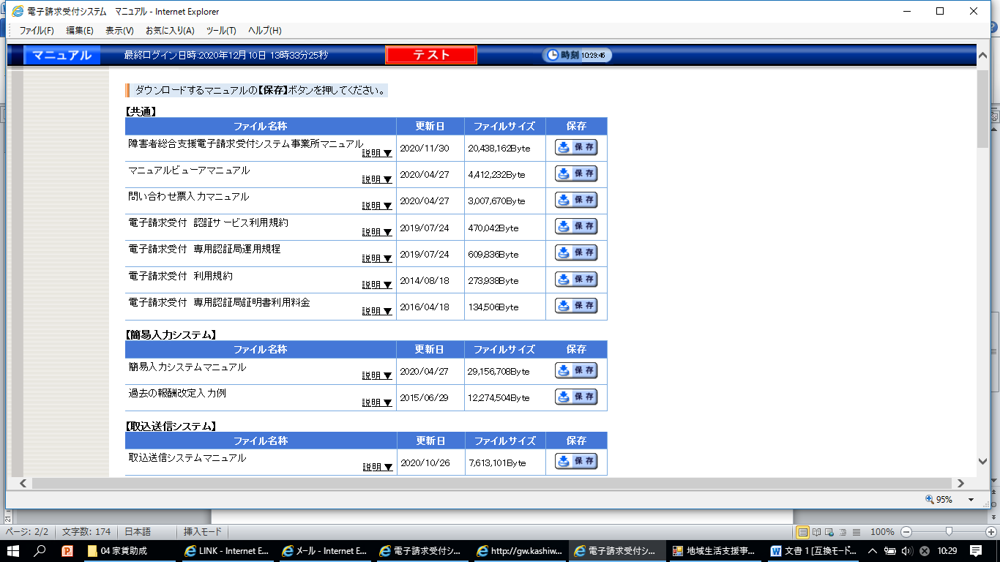 電子請求受付システム　マニュアル - Internet Explorer
ファイル(F) 編集(E) 表示(V) お気に入り(A) ツール(T) ヘルプ(H)
マニュアル 最終ログイン日時:2020年12月10日 13時33分25秒 テスト 時刻 10:29:46
ダウンロードするマニュアルの【保存】ボタンを押してください。
【共通】
ファイル名称 更新日 ファイルサイズ 保存
障害者総合支援電子請求受付システム事業所マニュアル 説明▼ 2020/11/30 20,438,162Byte 保存
マニュアルビューアマニュアル 説明▼ 2020/04/27 4,412,232Byte 保存
問い合わせ票入力マニュアル 説明▼ 2020/04/27 3,007,670Byte 保存
電子請求受付　認証サービス利用規約 説明▼ 2019/07/24 470,042Byte 保存
電子請求受付　専用認証局運用規程 説明▼ 2019/07/24 609,836Byte 保存
電子請求受付　利用規約 説明▼ 2014/08/18 273,938Byte 保存
電子請求受付　専用認証局証明書利用料金 説明▼ 2016/04/18 134,506Byte 保存
【簡易入力システム】
ファイル名称 更新日 ファイルサイズ 保存
簡易入力システムマニュアル 説明▼ 2020/04/27 29,156,708Byte 保存
過去の報酬改定入力例 説明▼ 2015/06/29 12,274,504Byte 保存
【取込送信システム】
ファイル名称 更新日 ファイルサイズ 保存
取込送信システムマニュアル 説明▼ 2020/10/26 7,613,101Byte 保存
95%
ページ: 2/2 文字数: 174 日本語 挿入モード 100%
04 家賃助成 LINK - Internet E... メール - Internet E... 電子請求受付シ... http://gw.kashiw... 電子請求受付シ... 地域生活支援事... 文書 1 [互換モード... 10:29